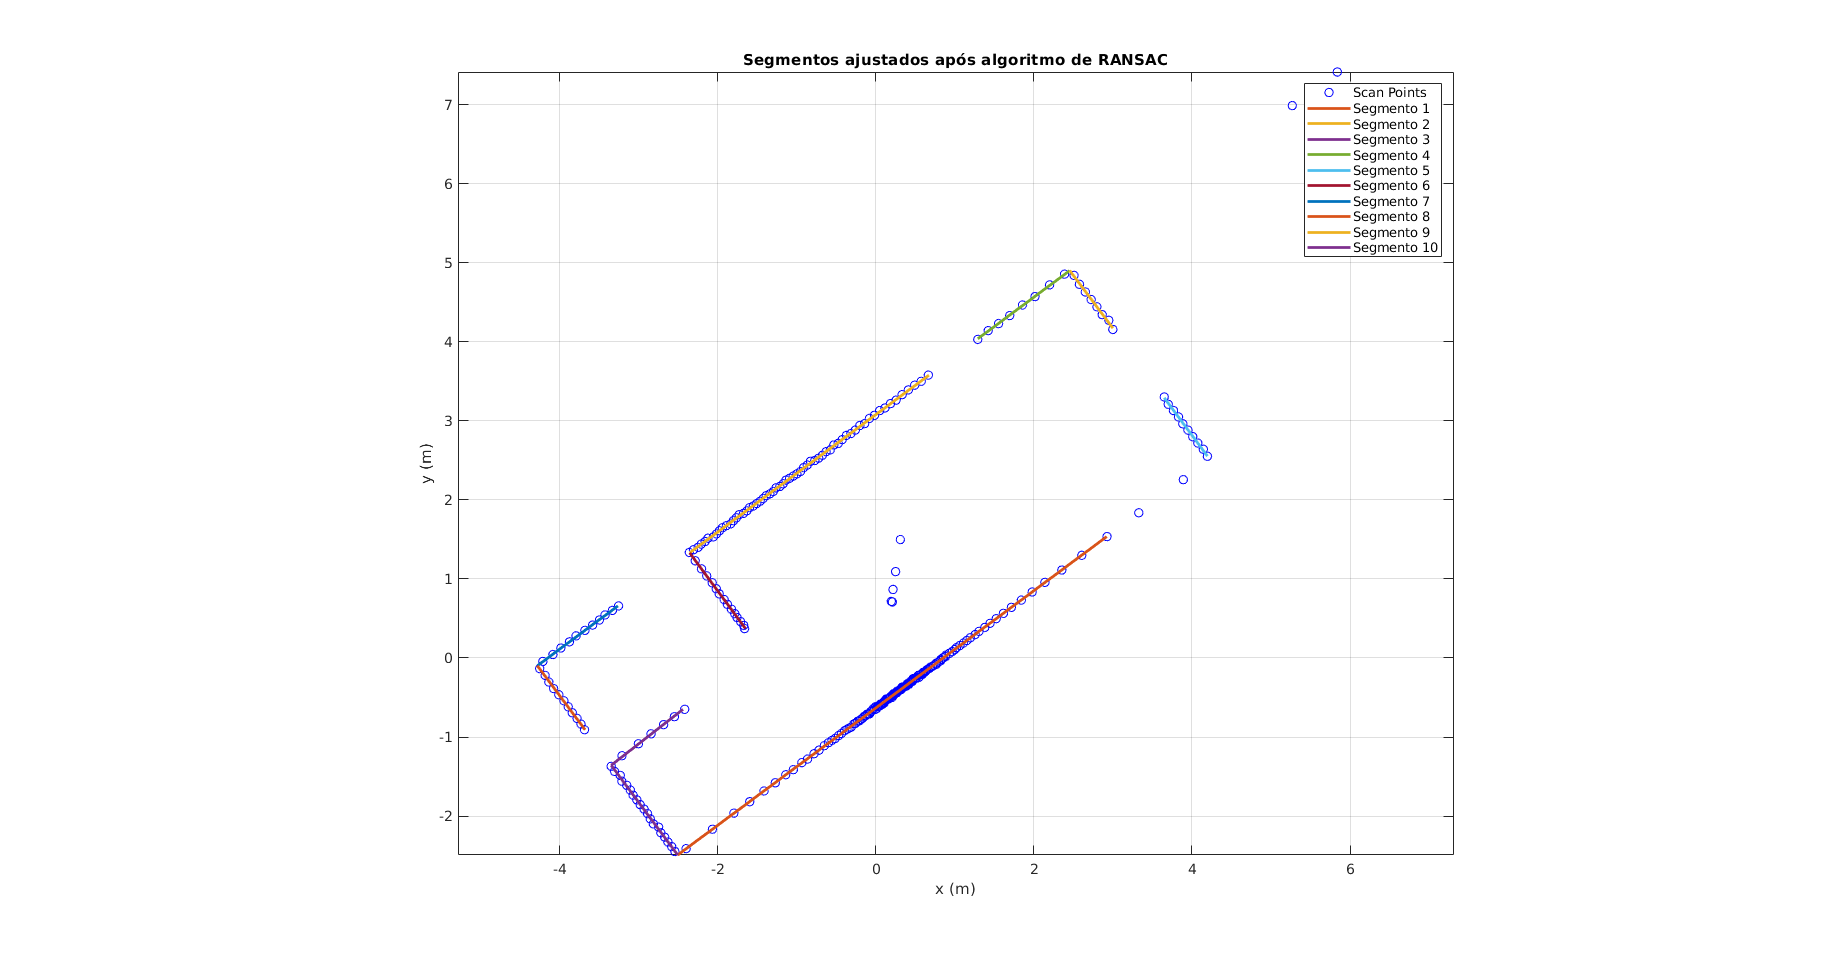 Segmentos ajustados após algoritmo de RANSAC
Scan Points
Segmento 1
Segmento 2
Segmento 3
Segmento 4
Segmento 5
Segmento 6
Segmento 7
Segmento 8
Segmento 9
Segmento 10
7
6
5
4
3
2
1
0
-1
-2
y (m)
-4 -2 0 2 4 6
x (m)